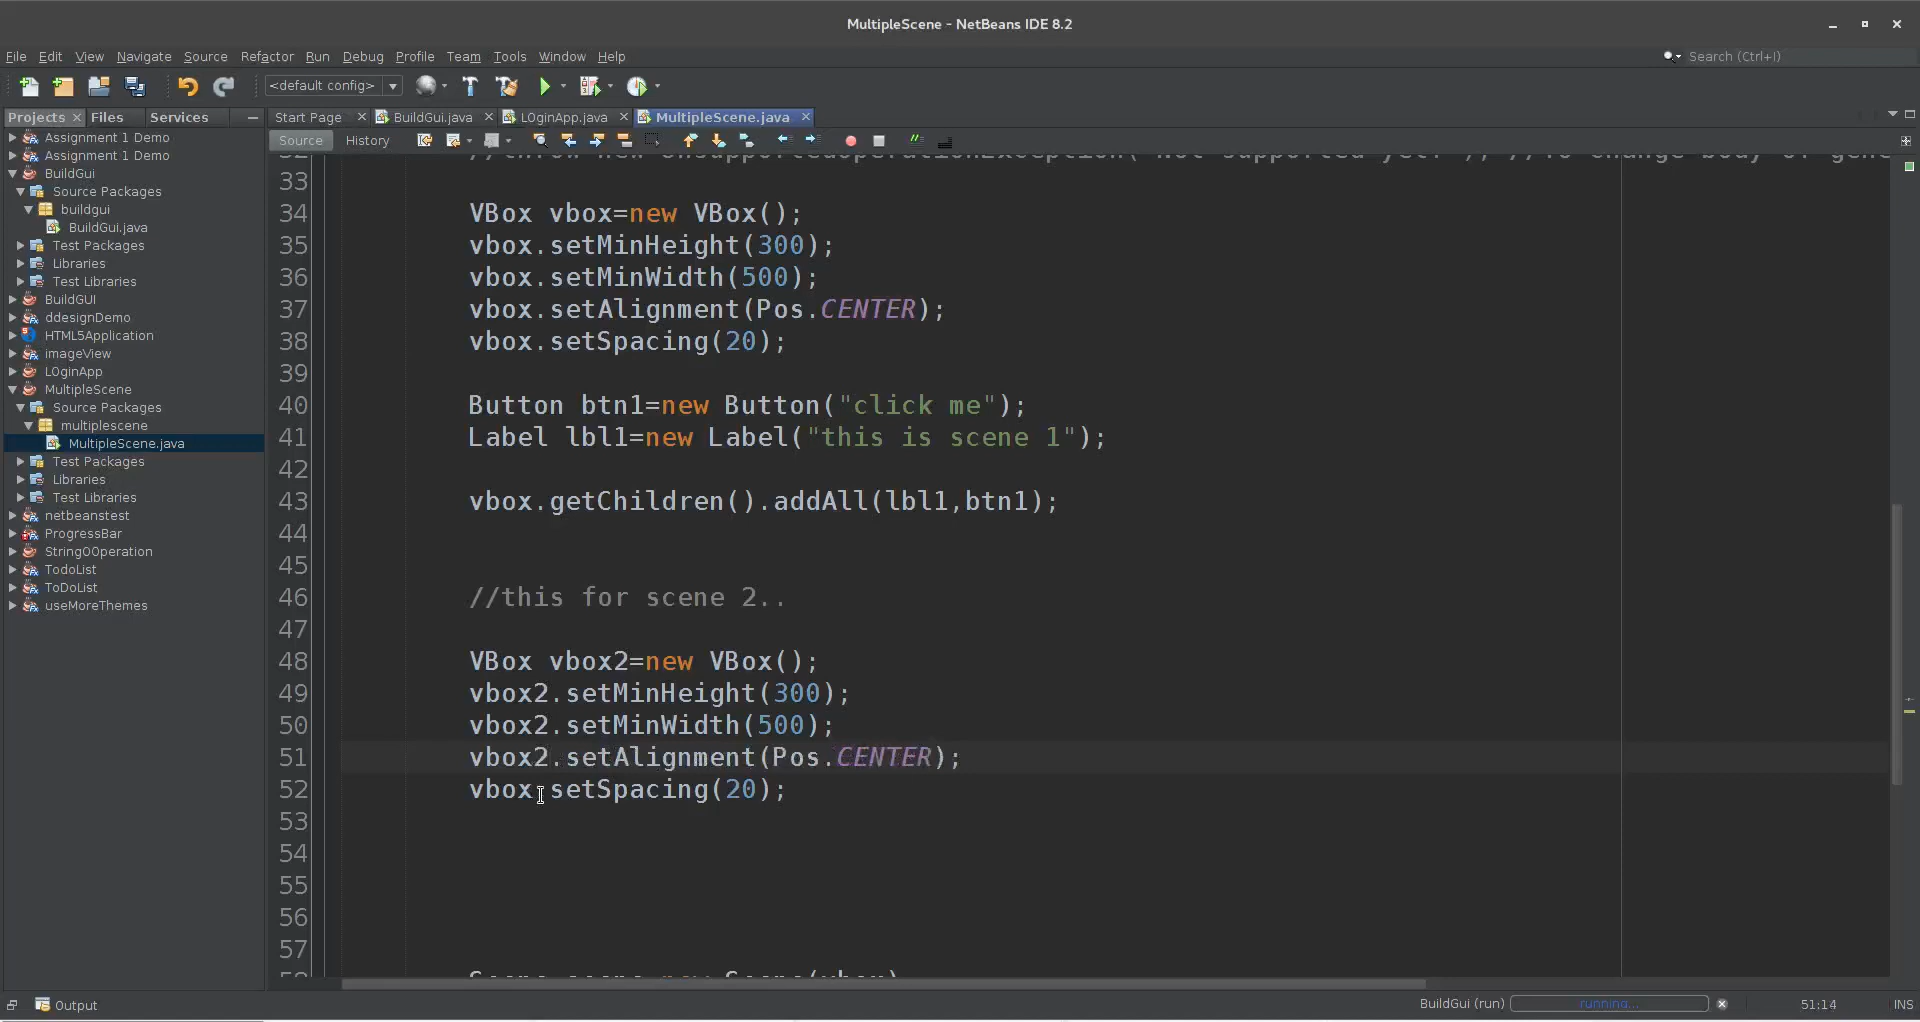 MultipleScene - NetBeans IDE 8.2
File Edit View Navigate Source Refactor Run Debug Profile Team Tools Window Help
Search (Ctrl+I)
<default config>
Projects Files Services
Start Page BuildGui.java LOginApp.java MultipleScene.java
Source History
Assignment 1 Demo
Assignment 1 Demo
BuildGui
Source Packages
buildgui
BuildGui.java
Test Packages
Libraries
Test Libraries
BuildGUI
ddesignDemo
HTML5Application
imageView
LOginApp
MultipleScene
Source Packages
multiplescene
MultipleScene.java
Test Packages
Libraries
Test Libraries
netbeanstest
ProgressBar
StringOOperation
TodoList
ToDoList
useMoreThemes
33
34 VBox vbox=new VBox();
35 vbox.setMinHeight(300);
36 vbox.setMinWidth(500);
37 vbox.setAlignment(Pos.CENTER);
38 vbox.setSpacing(20);
39
40 Button btn1=new Button("click me");
41 Label lbl1=new Label("this is scene 1");
42
43 vbox.getChildren().addAll(lbl1,btn1);
44
45
46 //this for scene 2..
47
48 VBox vbox2=new VBox();
49 vbox2.setMinHeight(300);
50 vbox2.setMinWidth(500);
51 vbox2.setAlignment(Pos.CENTER);
52 vbox.setSpacing(20);
53
54
55
56
57
Output
BuildGui (run) running... 51:14 INS